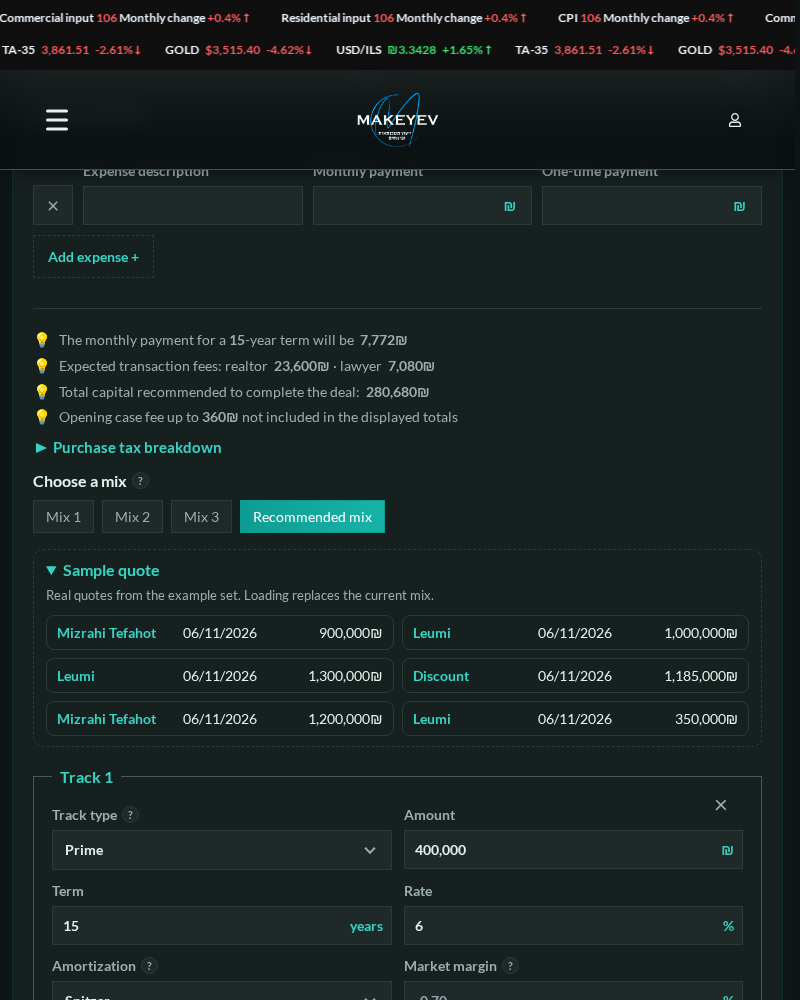 Commercial input 106 Monthly change +0.4% ↑ Residential input 106 Monthly change +0.4% ↑ CPI 106 Monthly change +0.4% ↑ Comm
TA-35 3,861.51 -2.61% ↓ GOLD $3,515.40 -4.62% ↓ USD/ILS ₪3.3428 +1.65% ↑ TA-35 3,861.51 -2.61% ↓ GOLD $3,515.40 -4.
MAKEYEV
Expense description Monthly payment One-time payment
× ₪ ₪
Add expense +
💡 The monthly payment for a 15-year term will be 7,772₪
💡 Expected transaction fees: realtor 23,600₪ · lawyer 7,080₪
💡 Total capital recommended to complete the deal: 280,680₪
💡 Opening case fee up to 360₪ not included in the displayed totals
▶ Purchase tax breakdown
Choose a mix ?
Mix 1 Mix 2 Mix 3 Recommended mix
▼ Sample quote
Real quotes from the example set. Loading replaces the current mix.
Mizrahi Tefahot 06/11/2026 900,000₪ Leumi 06/11/2026 1,000,000₪
Leumi 06/11/2026 1,300,000₪ Discount 06/11/2026 1,185,000₪
Mizrahi Tefahot 06/11/2026 1,200,000₪ Leumi 06/11/2026 350,000₪
Track 1
×
Track type ? Amount
Prime 400,000 ₪
Term Rate
15 years 6 %
Amortization ? Market margin ?
Spitzer -0.70 %